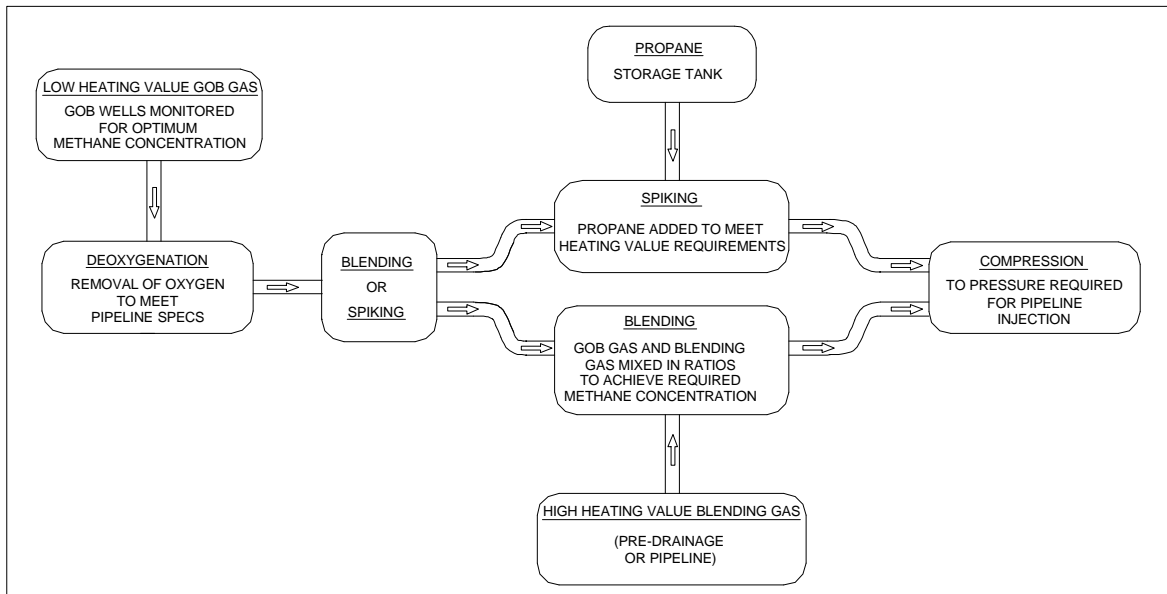 LOW HEATING VALUE GOB GAS
GOB WELLS MONITORED
FOR OPTIMUM
METHANE CONCENTRATION
DEOXYGENATION
REMOVAL OF OXYGEN
TO MEET
PIPELINE SPECS
BLENDING
OR
SPIKING
PROPANE
STORAGE TANK
SPIKING
PROPANE ADDED TO MEET
HEATING VALUE REQUIREMENTS
BLENDING
GOB GAS AND BLENDING
GAS MIXED IN RATIOS
TO ACHIEVE REQUIRED
METHANE CONCENTRATION
HIGH HEATING VALUE BLENDING GAS
(PRE-DRAINAGE
OR PIPELINE)
COMPRESSION
TO PRESSURE REQUIRED
FOR PIPELINE
INJECTION